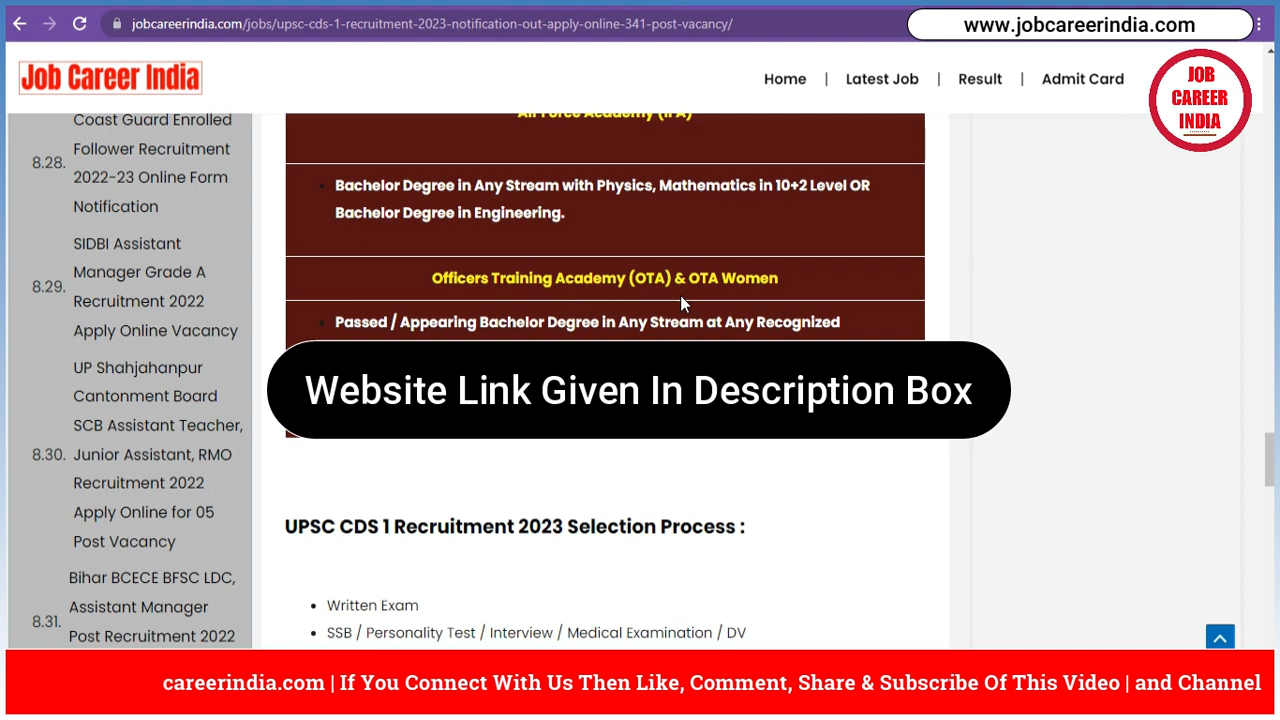 jobcareerindia.com/jobs/upsc-cds-1-recruitment-2023-notification-out-apply-online-341-post-vacancy/
www.jobcareerindia.com
Job Career India
Home | Latest Job | Result | Admit Card
JOB
CAREER
INDIA
Coast Guard Enrolled
8.28. Follower Recruitment
2022-23 Online Form
Notification
SIDBI Assistant
Manager Grade A
8.29. Recruitment 2022
Apply Online Vacancy
UP Shahjahanpur
Cantonment Board
SCB Assistant Teacher,
8.30. Junior Assistant, RMO
Recruitment 2022
Apply Online for 05
Post Vacancy
Bihar BCECE BFSC LDC,
Assistant Manager
8.31. Post Recruitment 2022
Air Force Academy (IFA)
Bachelor Degree in Any Stream with Physics, Mathematics in 10+2 Level OR
Bachelor Degree in Engineering.
Officers Training Academy (OTA) & OTA Women
Passed / Appearing Bachelor Degree in Any Stream at Any Recognized
Website Link Given In Description Box
UPSC CDS 1 Recruitment 2023 Selection Process :
Written Exam
SSB / Personality Test / Interview / Medical Examination / DV
careerindia.com | If You Connect With Us Then Like, Comment, Share & Subscribe Of This Video | and Channel